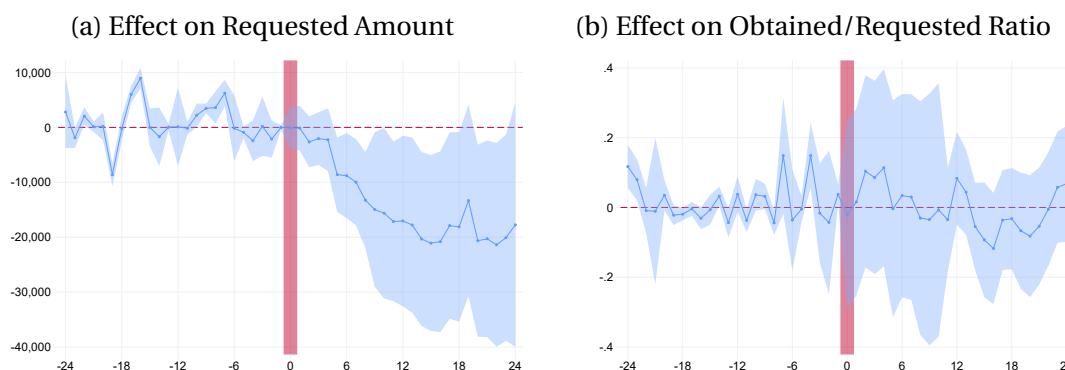 (a) Effect on Requested Amount
10,000
0
-10,000
-20,000
-30,000
-40,000
-24 -18 -12 -6 0 6 12 18 24
(b) Effect on Obtained/Requested Ratio
.4
.2
0
-.2
-.4
-24 -18 -12 -6 0 6 12 18